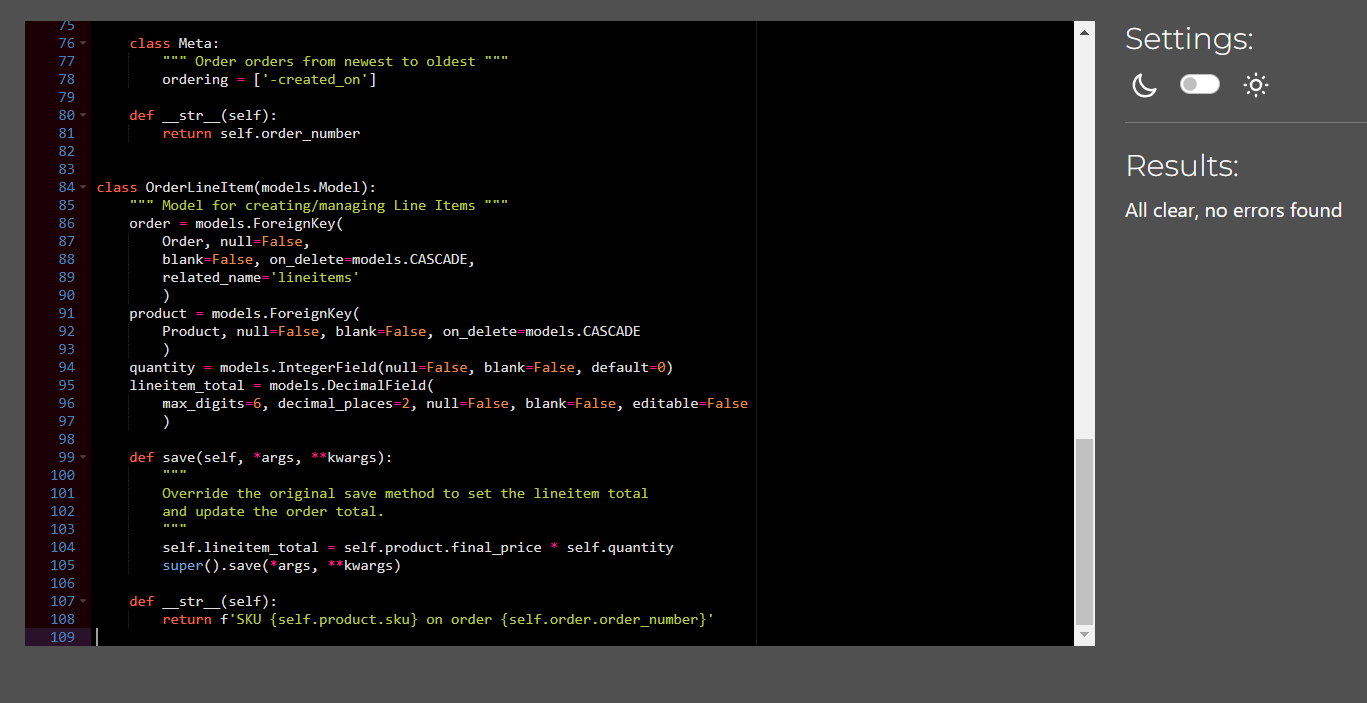 75
76 class Meta:
77 """ Order orders from newest to oldest """
78 ordering = ['-created_on']
79
80 def __str__(self):
81 return self.order_number
82
83
84 class OrderLineItem(models.Model):
85 """ Model for creating/managing Line Items """
86 order = models.ForeignKey(
87 Order, null=False,
88 blank=False, on_delete=models.CASCADE,
89 related_name='lineitems'
90 )
91 product = models.ForeignKey(
92 Product, null=False, blank=False, on_delete=models.CASCADE
93 )
94 quantity = models.IntegerField(null=False, blank=False, default=0)
95 lineitem_total = models.DecimalField(
96 max_digits=6, decimal_places=2, null=False, blank=False, editable=False
97 )
98
99 def save(self, *args, **kwargs):
100 """
101 Override the original save method to set the lineitem total
102 and update the order total.
103 """
104 self.lineitem_total = self.product.final_price * self.quantity
105 super().save(*args, **kwargs)
106
107 def __str__(self):
108 return f'SKU {self.product.sku} on order {self.order.order_number}'
109
Settings:
Results:
All clear, no errors found